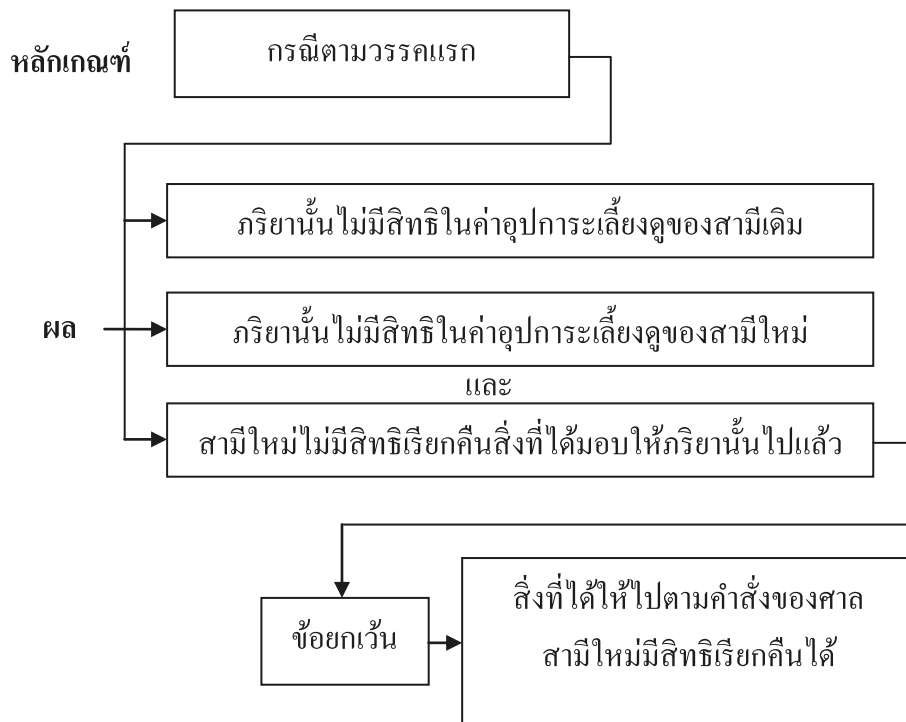 กรณีตามวรรคแรก
หลักเกณฑ์
ภริยานั้นไม่มีสิทธิในค่าอุปการะเลี้ยงดูของสามีเดิม
ผล
ภริยานั้นไม่มีสิทธิในค่าอุปการะเลี้ยงดูของสามีใหม่
และ
สามีใหม่ไม่มีสิทธิเรียกคืนสิ่งที่ได้มอบให้ภริยานั้นไปแล้ว
สิ่งที่ได้ให้ไปตามคำสั่งของศาล
ข้อยกเว้น
สามีใหม่มีสิทธิเรียกคืนได้